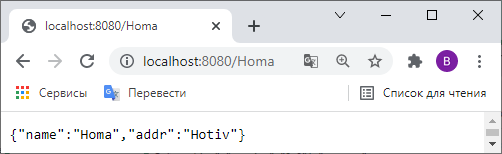 localhost:8080/Homa
localhost:8080/Homa
B
Сервисы Перевести Список для чтения
{"name":"Homa","addr":"Hotiv"}